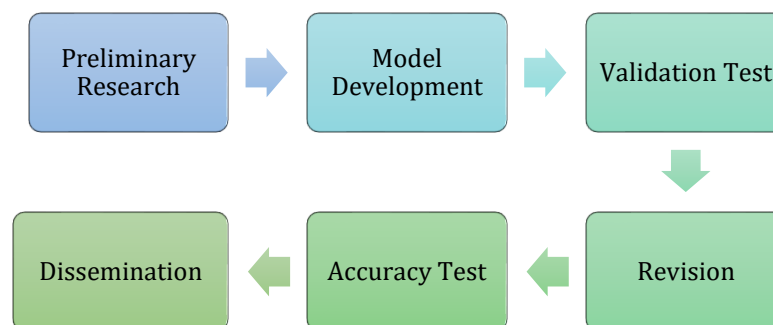 Preliminary
Research
Model
Development
Validation Test
Revision
Accuracy Test
Dissemination